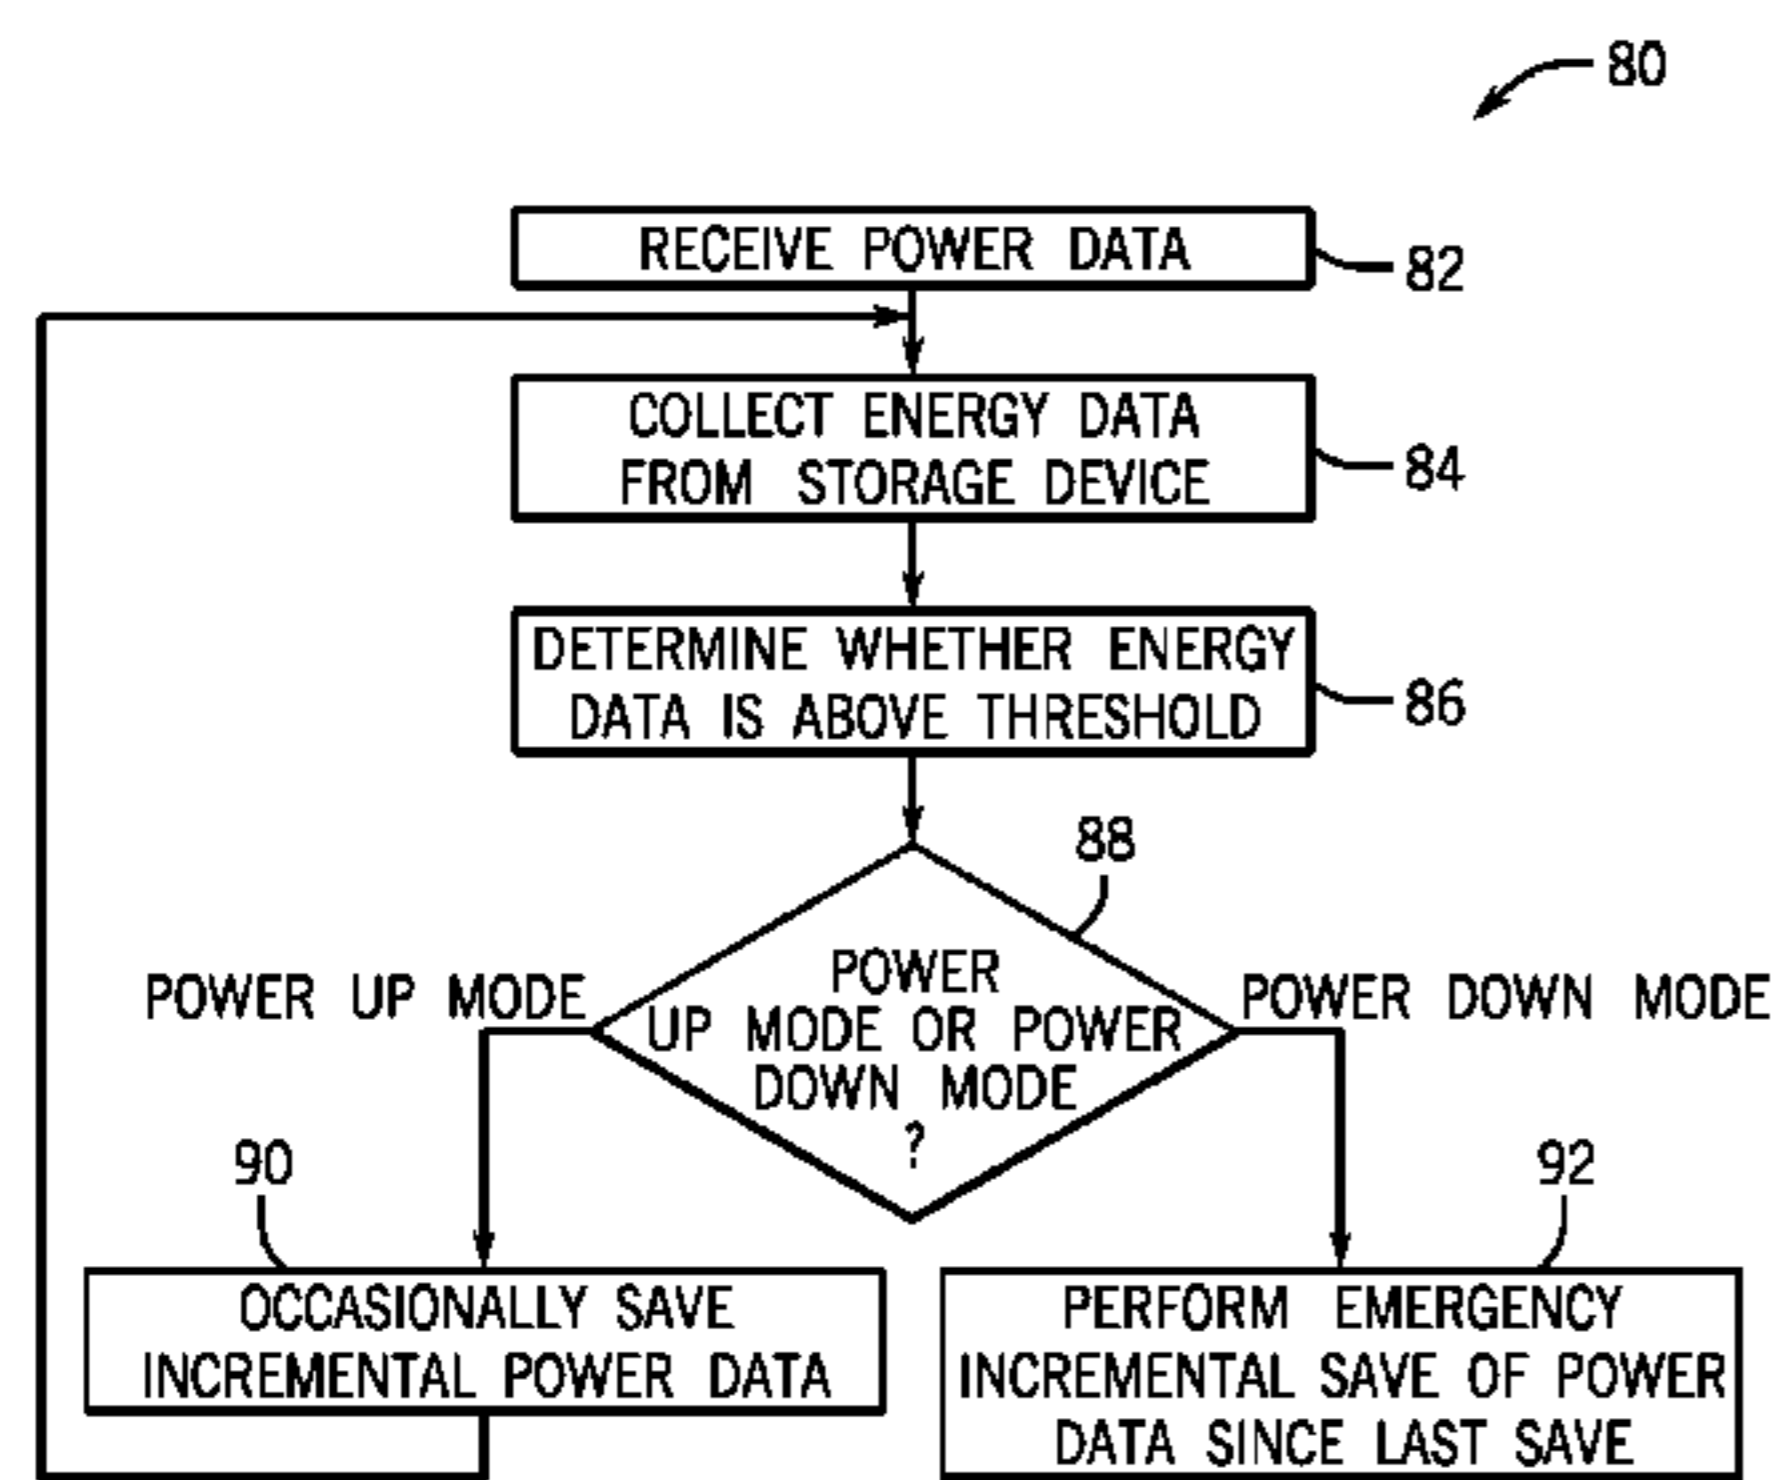 80
RECEIVE POWER DATA
82
COLLECT ENERGY DATA
FROM STORAGE DEVICE
84
DETERMINE WHETHER ENERGY
DATA IS ABOVE THRESHOLD
86
88
POWER UP MODE
POWER
UP MODE OR POWER
DOWN MODE
?
POWER DOWN MODE
90
OCCASIONALLY SAVE
INCREMENTAL POWER DATA
92
PERFORM EMERGENCY
INCREMENTAL SAVE OF POWER
DATA SINCE LAST SAVE